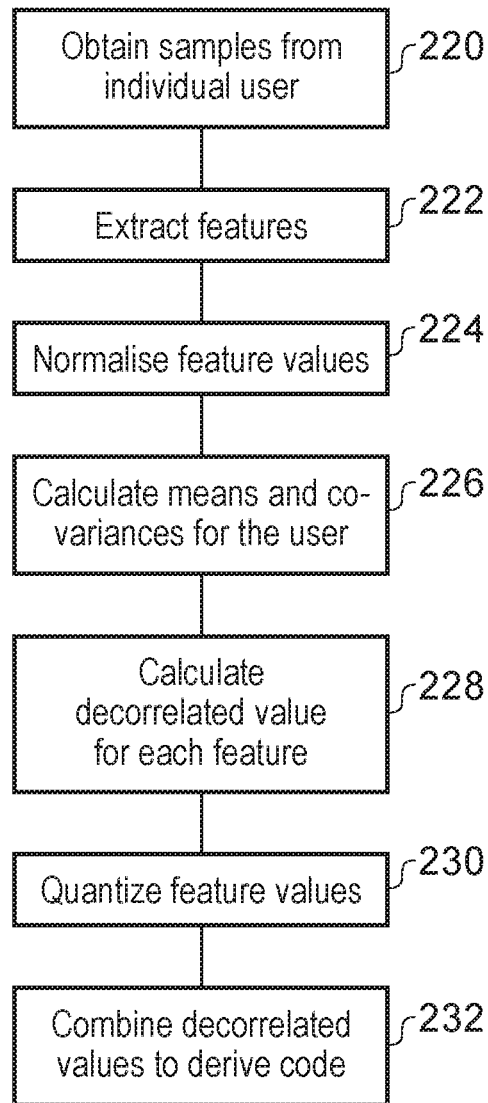 Obtain samples from
individual user
220
Extract features
222
Normalise feature values
224
Calculate means and co-
variances for the user
226
Calculate
decorrelated value
for each feature
228
Quantize feature values
230
Combine decorrelated
values to derive code
232